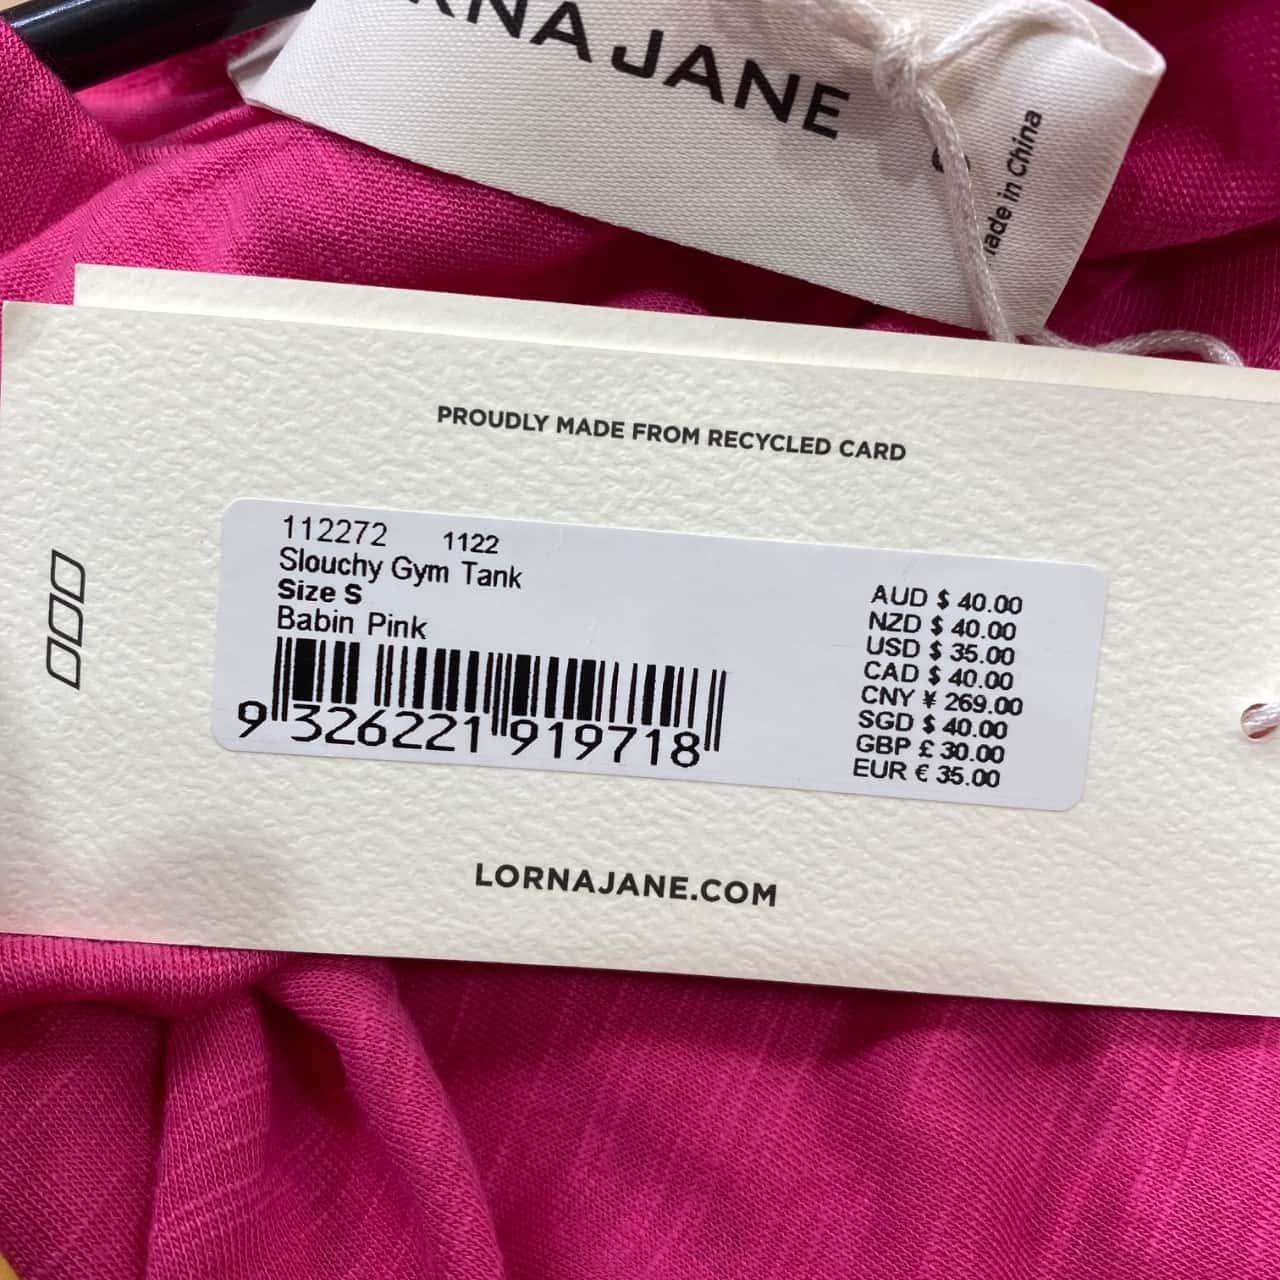 JANE
in China
PROUDLY MADE FROM RECYCLED CARD
112272 1122
Slouchy Gym Tank
Size S
Babin Pink
9 326221 919718
AUD $ 40.00
NZD $ 40.00
USD $ 35.00
CAD $ 40.00
CNY ¥ 269.00
SGD $ 40.00
GBP £ 30.00
EUR € 35.00
LORNAJANE.COM